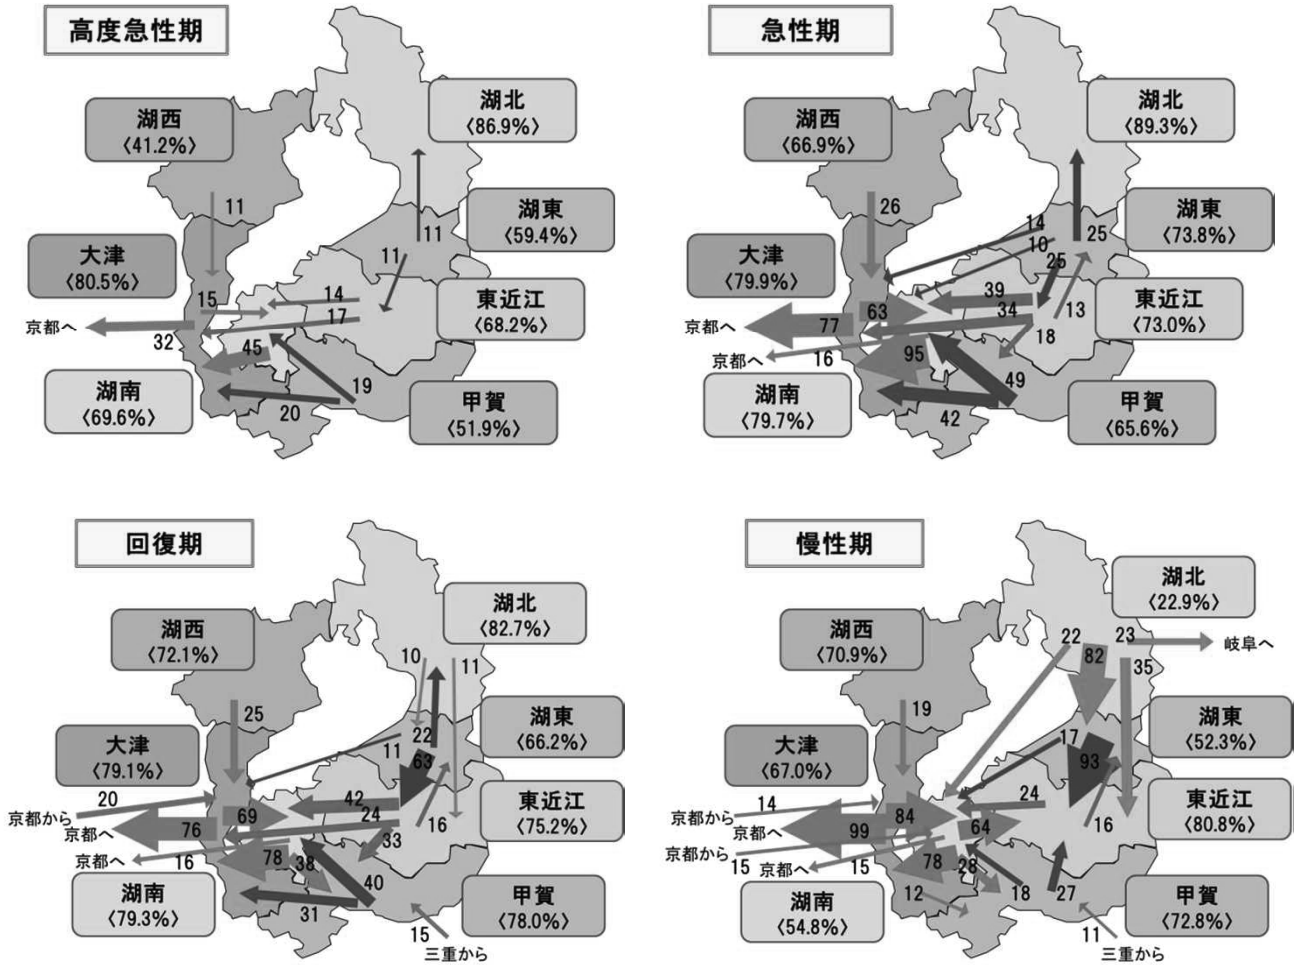 高度急性期
湖西
〈41.2%〉
湖北
〈86.9%〉
湖東
〈59.4%〉
大津
〈80.5%〉
東近江
〈68.2%〉
湖南
〈69.6%〉
甲賀
〈51.9%〉
京都へ
11
11
11
15
14
17
32
45
19
20
急性期
湖西
〈66.9%〉
湖北
〈89.3%〉
湖東
〈73.8%〉
大津
〈79.9%〉
東近江
〈73.0%〉
湖南
〈79.7%〉
甲賀
〈65.6%〉
京都へ
京都へ
26
14
10
25
25
39
63
34
13
77
18
16
95
49
42
回復期
湖西
〈72.1%〉
湖北
〈82.7%〉
湖東
〈66.2%〉
大津
〈79.1%〉
東近江
〈75.2%〉
湖南
〈79.3%〉
甲賀
〈78.0%〉
京都から
京都へ
京都へ
三重から
10
11
25
22
11
63
20
42
69
24
76
16
33
16
78
38
40
31
15
慢性期
湖西
〈70.9%〉
湖北
〈22.9%〉
湖東
〈52.3%〉
大津
〈67.0%〉
東近江
〈80.8%〉
湖南
〈54.8%〉
甲賀
〈72.8%〉
岐阜へ
京都から
京都へ
京都から
京都へ
三重から
22
23
82
35
19
17
93
14
24
84
99
64
16
15
15
78
28
12
18
27
11